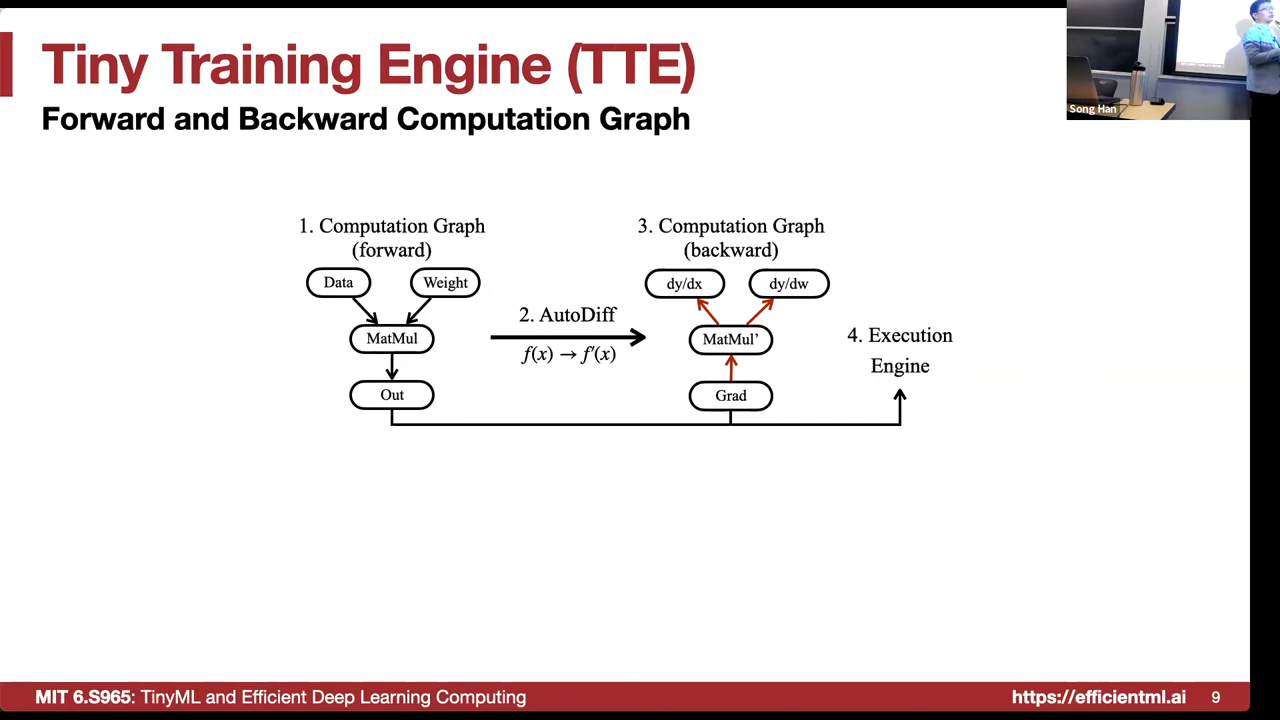 Tiny Training Engine (TTE)
Forward and Backward Computation Graph
Song Han
1. Computation Graph
(forward)
Data
Weight
MatMul
Out
2. AutoDiff
f(x) → f'(x)
3. Computation Graph
(backward)
dy/dx
dy/dw
MatMul'
Grad
4. Execution
Engine
MIT 6.S965: TinyML and Efficient Deep Learning Computing
https://efficientml.ai
9